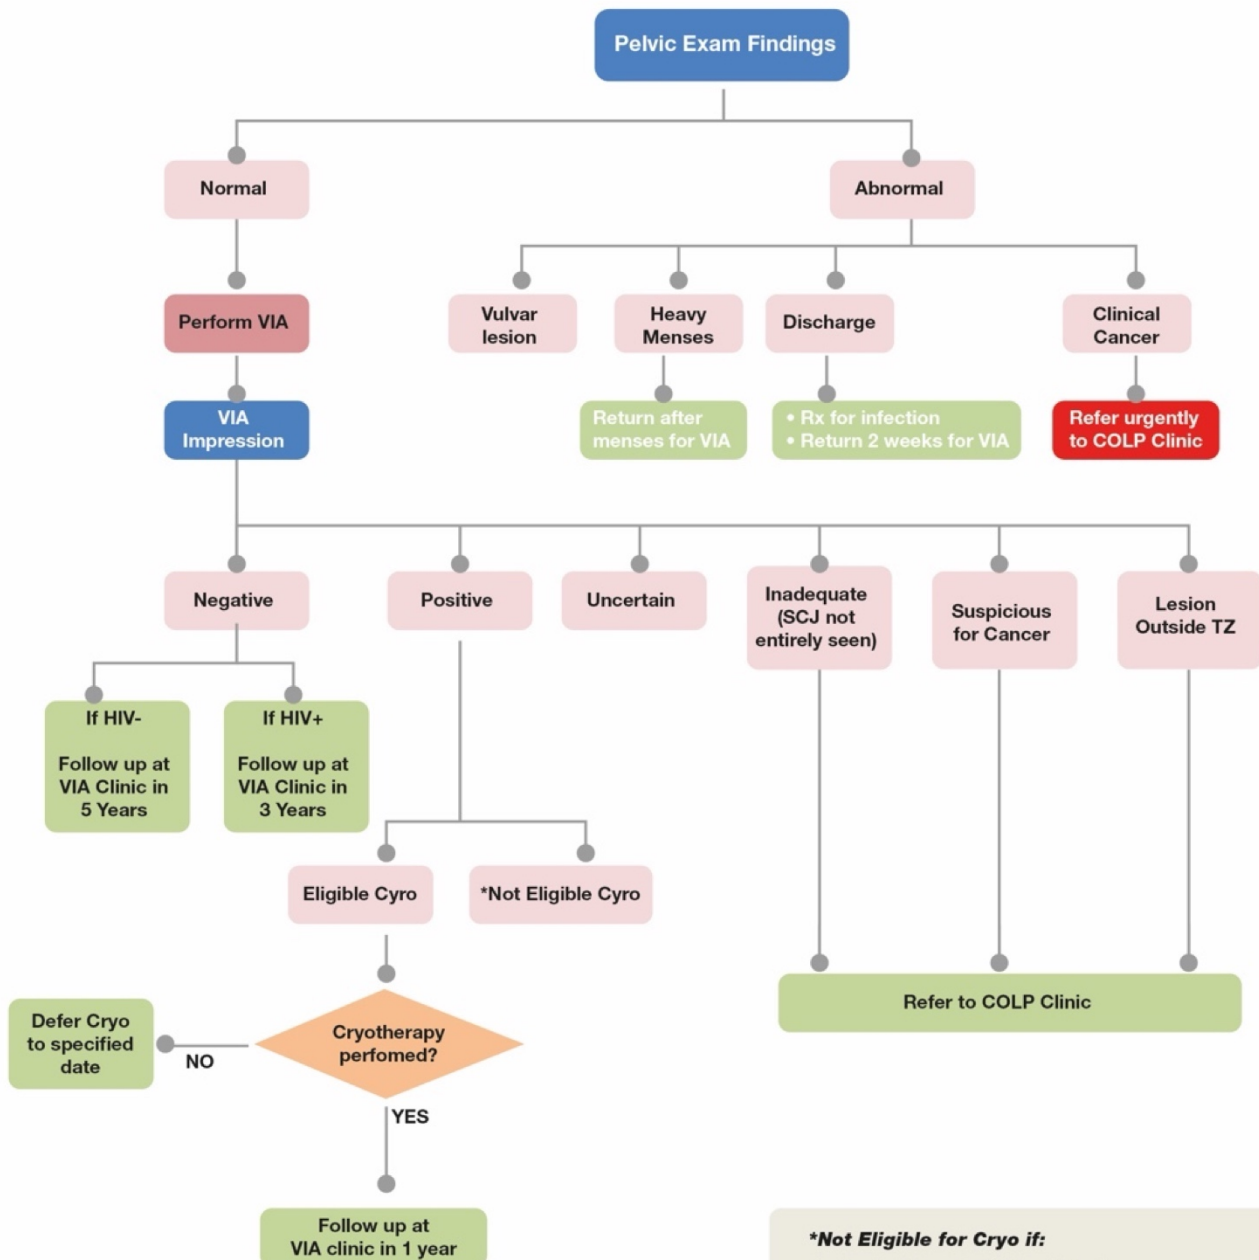 Pelvic Exam Findings
Normal
Abnormal
Perform VIA
Vulvar
lesion
Heavy
Menses
Discharge
Clinical
Cancer
VIA
Impression
Return after
menses for VIA
• Rx for infection
• Return 2 weeks for VIA
Refer urgently
to COLP Clinic
Negative
Positive
Uncertain
Inadequate
(SCJ not
entirely seen)
Suspicious
for Cancer
Lesion
Outside TZ
If HIV-
Follow up at
VIA Clinic in
5 Years
If HIV+
Follow up at
VIA Clinic in
3 Years
Eligible Cyro
*Not Eligible Cyro
Refer to COLP Clinic
Defer Cryo
to specified
date
NO
Cryotherapy
perfomed?
YES
Follow up at
VIA clinic in 1 year
*Not Eligible for Cryo if: